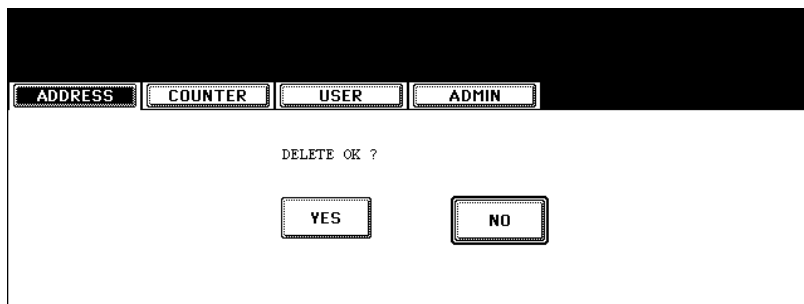 ADDRESS COUNTER USER ADMIN
DELETE OK ?
YES NO